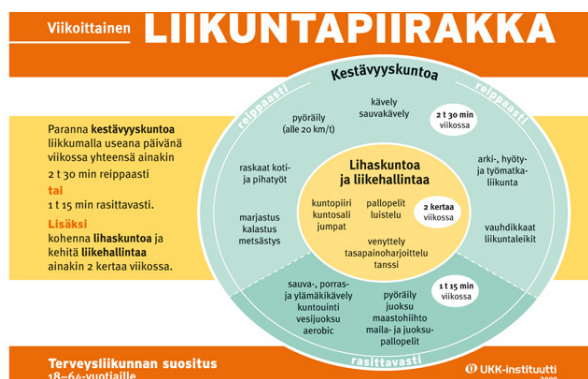 Viikoittainen LIIKUNTAPIIRAKKA
Paranna kestävyyskuntoa
liikkumalla useana päivänä
viikossa yhteensä ainakin
2 t 30 min reippaasti
tai
1 t 15 min rasittavasti.
Lisäksi
kohenna lihaskuntoa ja
kehitä liikehallintaa
ainakin 2 kertaa viikossa.
Kestävyyskuntoa
reippaasti
reippaasti
kävely
sauvakävely
2 t 30 min
viikossa
pyöräily
(alle 20 km/t)
raskaat koti-
ja pihatyöt
marjastus
kalastus
metsästys
arki-, hyöty-
ja työmatka-
liikunta
vauhdikkaat
liikuntaleikit
Lihaskuntoa
ja liikehallintaa
kuntopiiri
kuntosali
jumpat
pallopelit
luistelu
2 kertaa
viikossa
venyttely
tasapainoharjoittelu
tanssi
sauva-, porras-
ja ylämäkikävely
kuntouinti
vesijuoksu
aerobic
pyöräily
juoksu
maastohiihto
maila- ja juoksu-
pallopelit
1 t 15 min
viikossa
rasittavasti
Terveysliikunnan suositus
18–64-vuotiaille
UKK-instituutti
2009